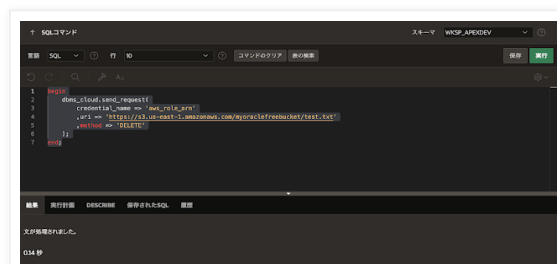 ↑ SQLコマンド スキーマ WKSP_APEXDEV
言語 SQL 行 10 コマンドのクリア 表の検索 保存 実行
1 begin
2 dbms_cloud.send_request(
3 credential_name => 'aws_role_arn'
4 ,uri => 'https://s3.us-east-1.amazonaws.com/myoraclefreebucket/test.txt'
5 ,method => 'DELETE'
6 );
7 end;
結果 実行計画 DESCRIBE 保存されたSQL 履歴
文が処理されました。
0.14 秒